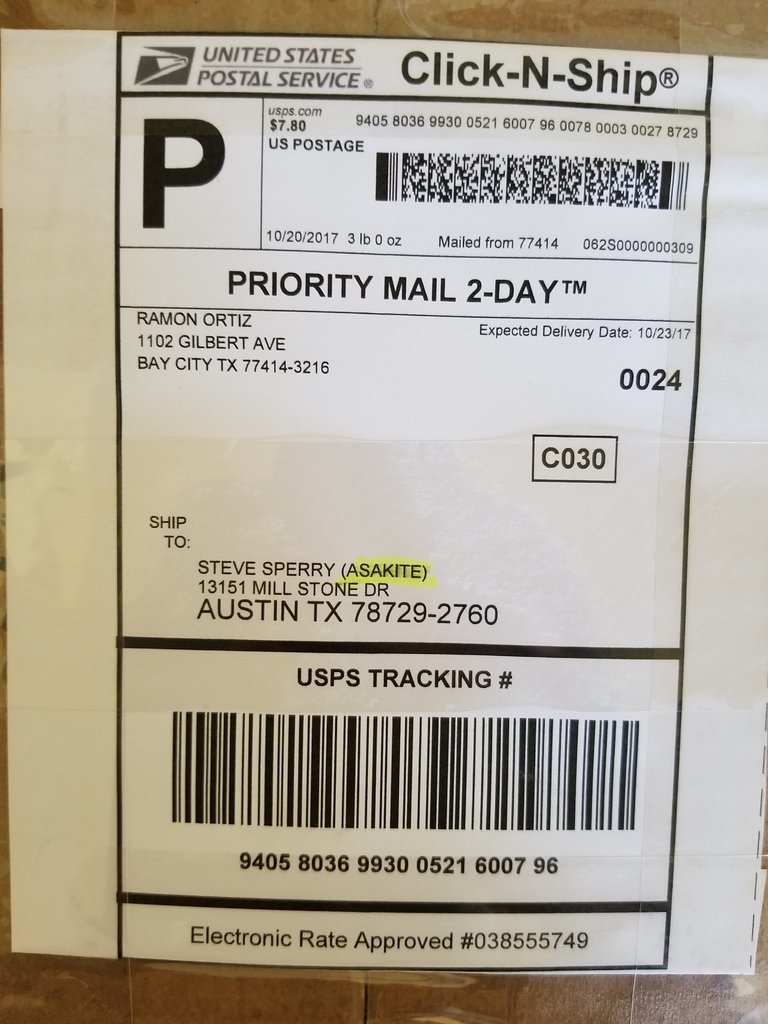 UNITED STATES
POSTAL SERVICE®
Click-N-Ship®
P
usps.com
$7.80
US POSTAGE
9405 8036 9930 0521 6007 96 0078 0003 0027 8729
10/20/2017 3 lb 0 oz Mailed from 77414 062S0000000309
PRIORITY MAIL 2-DAY™
RAMON ORTIZ
1102 GILBERT AVE
BAY CITY TX 77414-3216
Expected Delivery Date: 10/23/17
0024
C030
SHIP
TO:
STEVE SPERRY (ASAKITE)
13151 MILL STONE DR
AUSTIN TX 78729-2760
USPS TRACKING #
9405 8036 9930 0521 6007 96
Electronic Rate Approved #038555749